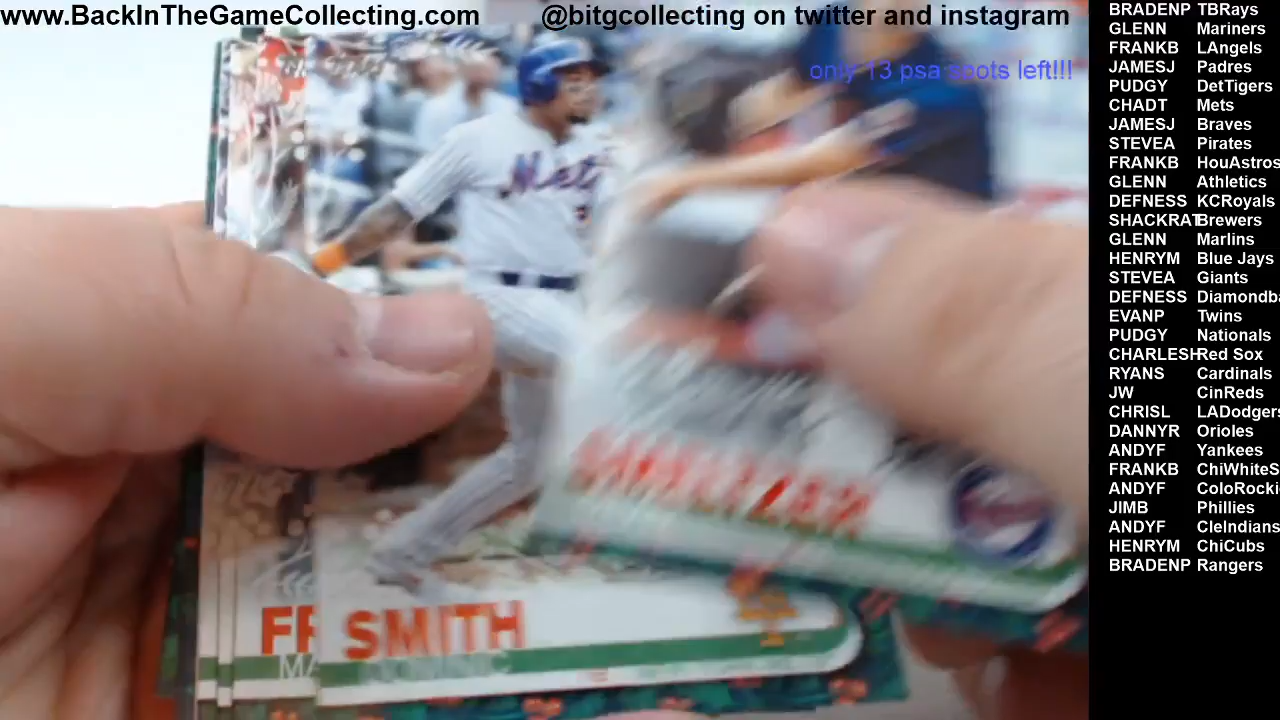 www.BackInTheGameCollecting.com
@bitgcollecting on twitter and instagram
only 13 psa spots left!!!
BRADENP TBRays
GLENN Mariners
FRANKB LAngels
JAMESJ Padres
PUDGY DetTigers
CHADT Mets
JAMESJ Braves
STEVEA Pirates
FRANKB HouAstros
GLENN Athletics
DEFNESS KCRoyals
SHACKRAT Brewers
GLENN Marlins
HENRYM Blue Jays
STEVEA Giants
DEFNESS Diamondba
EVANP Twins
PUDGY Nationals
CHARLESH Red Sox
RYANS Cardinals
JW CinReds
CHRISL LADodgers
DANNYR Orioles
ANDYF Yankees
FRANKB ChiWhiteS
ANDYF ColoRocki
JIMB Phillies
ANDYF CleIndians
HENRYM ChiCubs
BRADENP Rangers
Mets
FR
MA
SMITH
DOMINIC